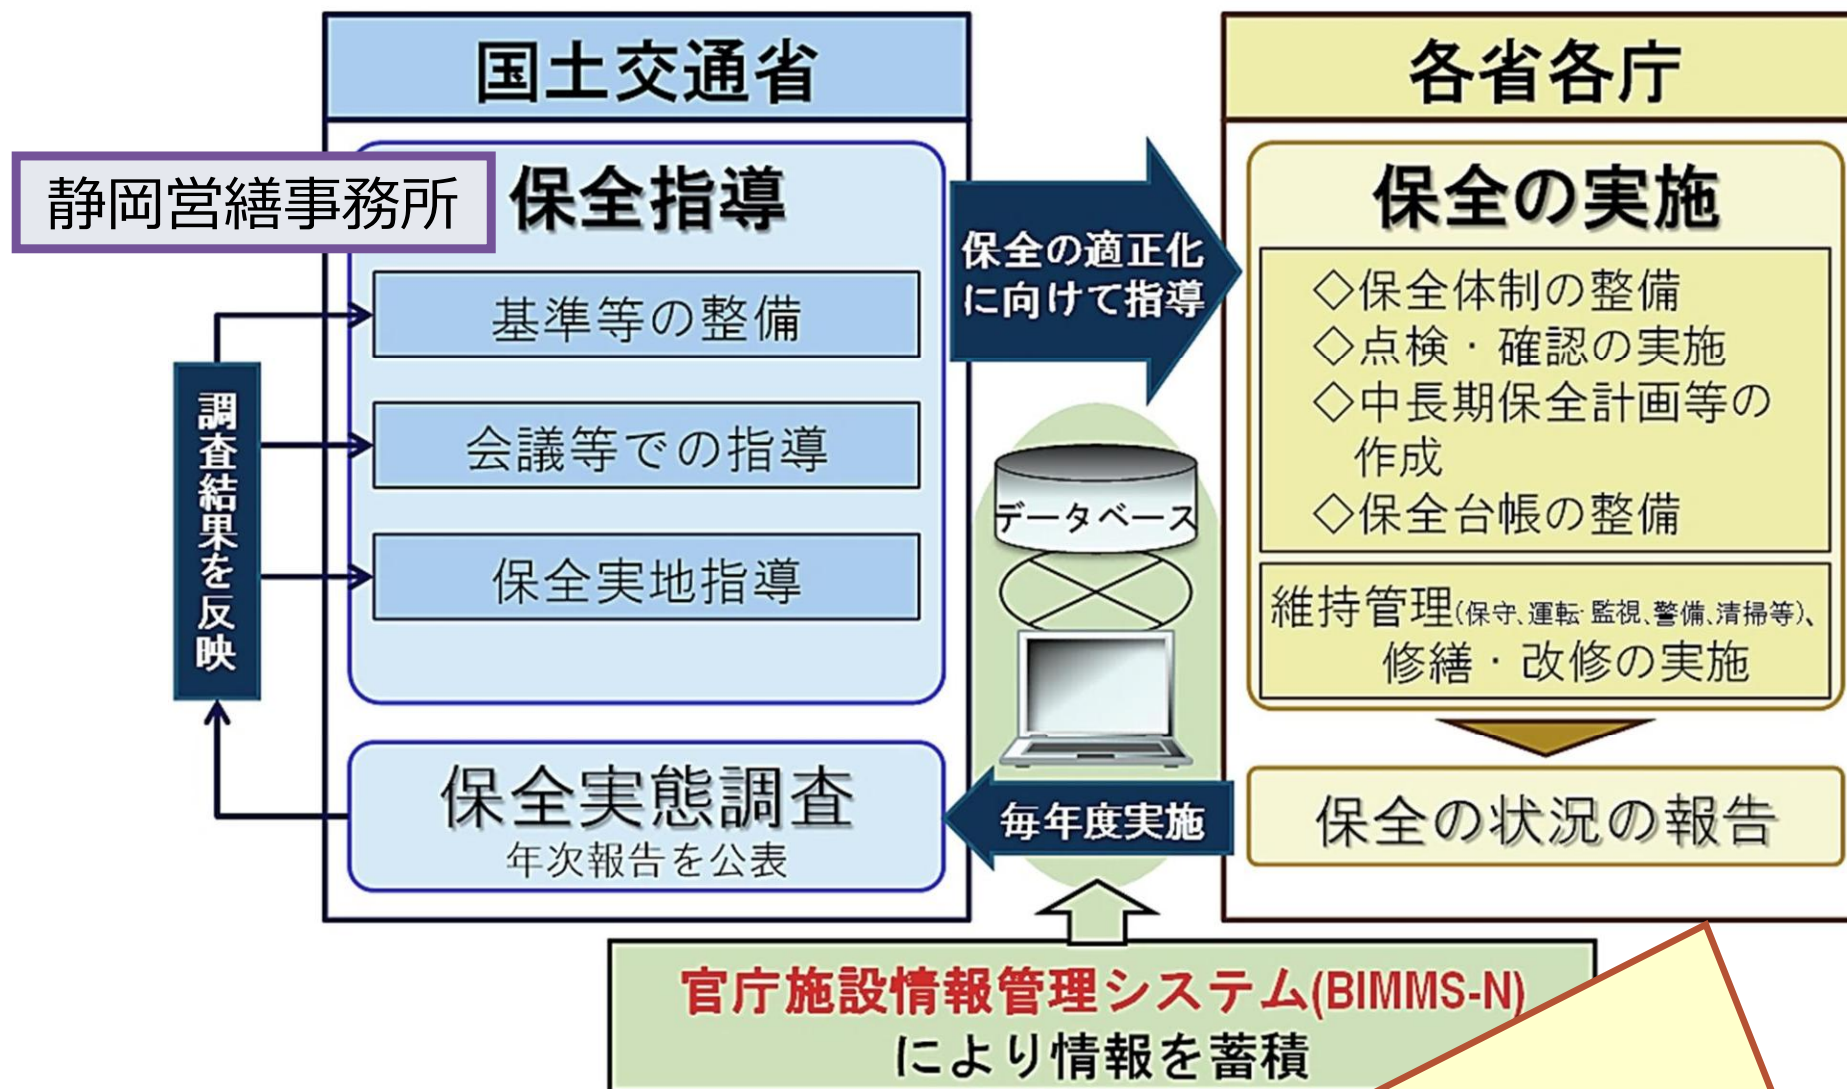 国土交通省
静岡営繕事務所
保全指導
基準等の整備
会議等での指導
保全実地指導
調査結果を反映
保全実態調査
年次報告を公表
保全の適正化
に向けて指導
データベース
毎年度実施
各省各庁
保全の実施
◇保全体制の整備
◇点検・確認の実施
◇中長期保全計画等の
作成
◇保全台帳の整備
維持管理(保守、運転・監視、警備、清掃等)、
修繕・改修の実施
保全の状況の報告
官庁施設情報管理システム(BIMMS-N)
により情報を蓄積